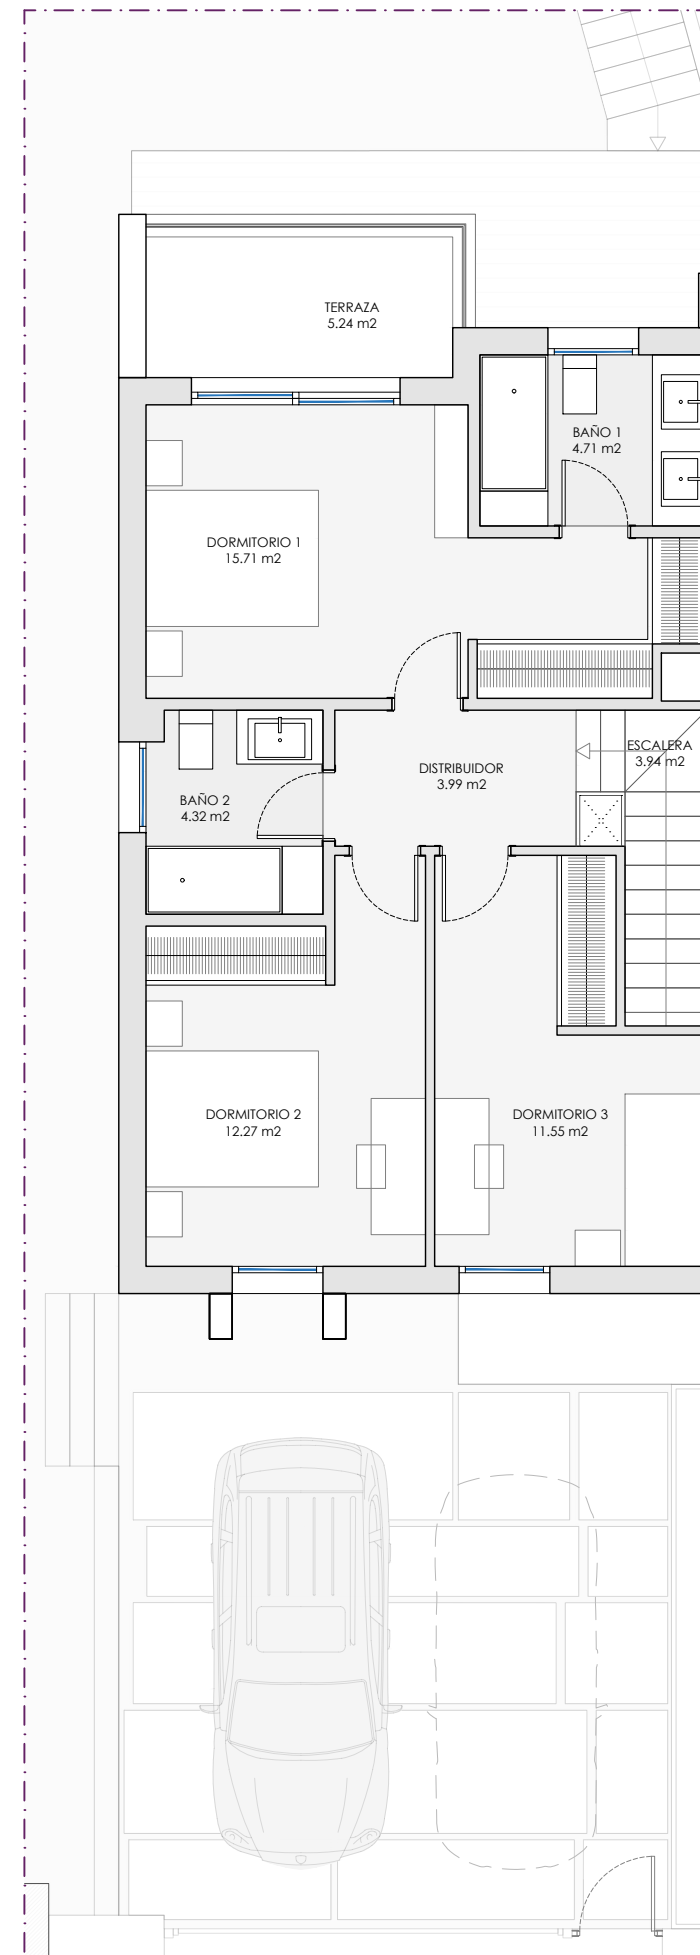 TERRAZA
5.24 m2
BAÑO 1
4.71 m2
DORMITORIO 1
15.71 m2
ESCALERA
3.94 m2
DISTRIBUIDOR
3.99 m2
BAÑO 2
4.32 m2
DORMITORIO 2
12.27 m2
DORMITORIO 3
11.55 m2